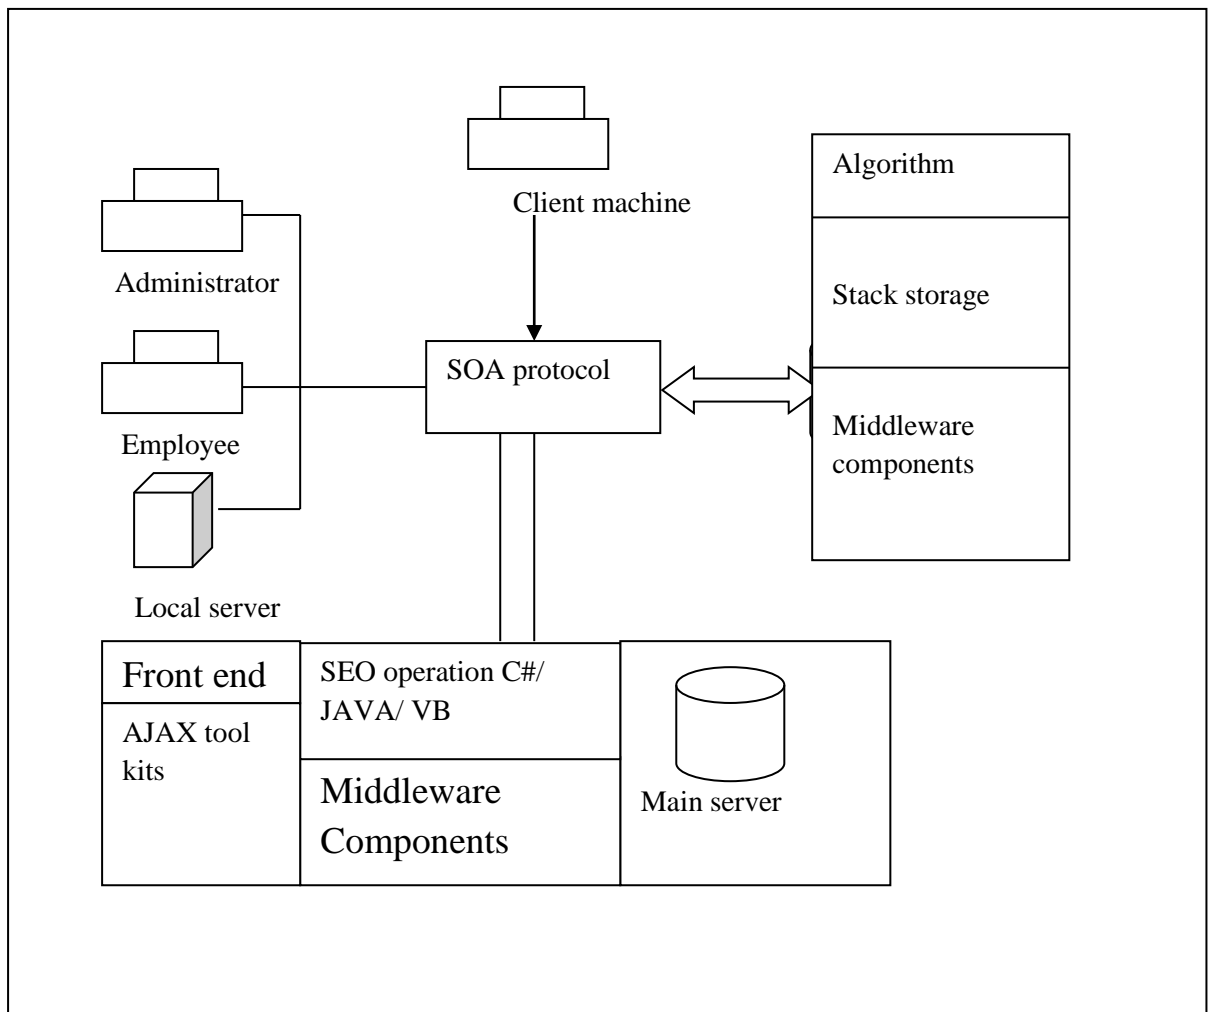 Client machine
Algorithm
Administrator
Stack storage
SOA protocol
Employee
Middleware
components
Local server
Front end
SEO operation C#/
JAVA/ VB
AJAX tool
kits
Middleware
Components
Main server